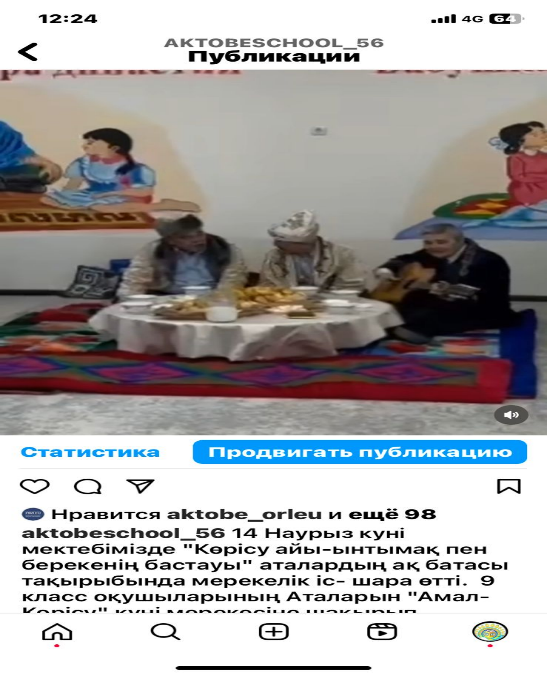 12:24
4G 64
AKTOBESCHOOL_56
Публикации
Статистика
Продвигать публикацию
Нравится aktobe_orleu и ещё 98
aktobeschool_56 14 Наурыз күні
мектебімізде "Көрісу айы-ынтымақ пен
берекенің бастауы" аталардың ақ батасы
тақырыбында мерекелік іс- шара өтті. 9
класс оқушыларының Аталарын "Амал-
Көрісу" күні мерекесіне шақырып